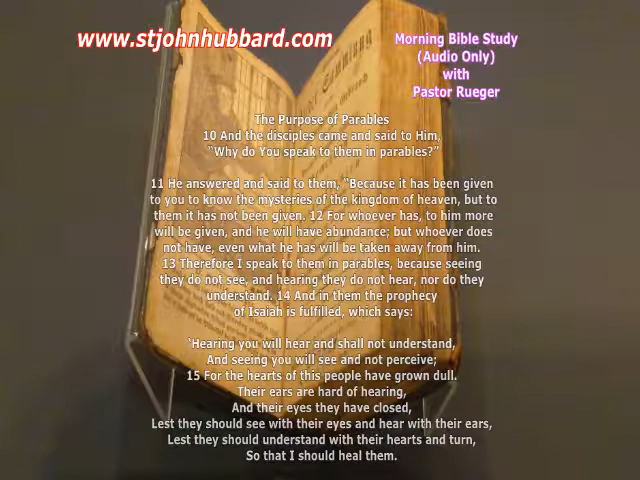 www.stjohnhubbard.com
Morning Bible Study
(Audio Only)
with
Pastor Rueger
The Purpose of Parables
10 And the disciples came and said to Him,
“Why do You speak to them in parables?”
11 He answered and said to them, “Because it has been given
to you to know the mysteries of the kingdom of heaven, but to
them it has not been given. 12 For whoever has, to him more
will be given, and he will have abundance; but whoever does
not have, even what he has will be taken away from him.
13 Therefore I speak to them in parables, because seeing
they do not see, and hearing they do not hear, nor do they
understand. 14 And in them the prophecy
of Isaiah is fulfilled, which says:
‘Hearing you will hear and shall not understand,
And seeing you will see and not perceive;
15 For the hearts of this people have grown dull.
Their ears are hard of hearing,
And their eyes they have closed,
Lest they should see with their eyes and hear with their ears,
Lest they should understand with their hearts and turn,
So that I should heal them.